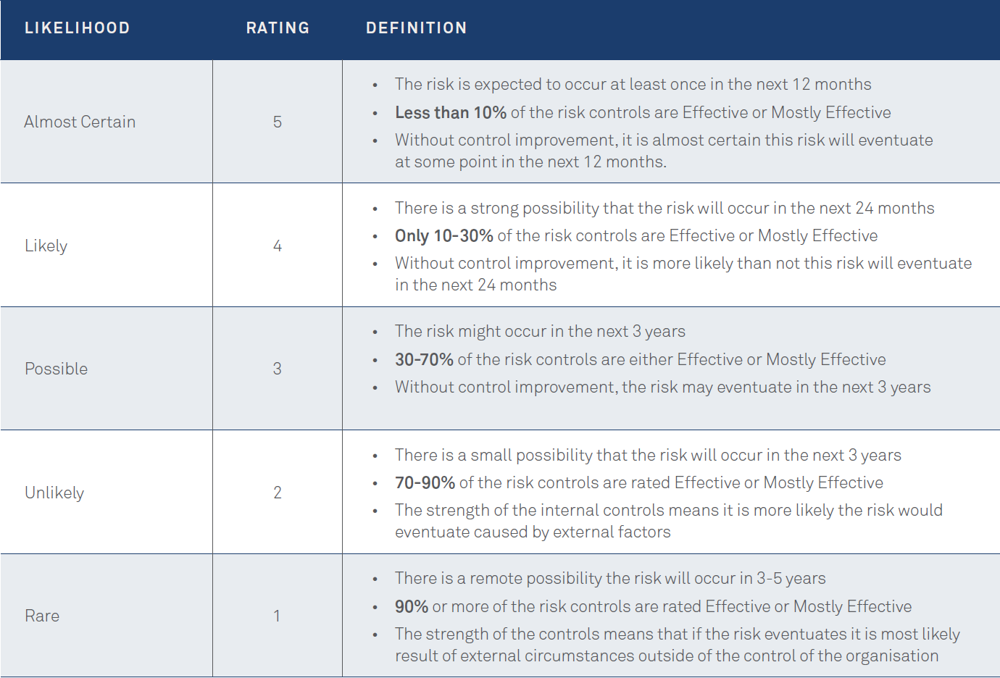 LIKELIHOOD RATING DEFINITION
Almost Certain 5
• The risk is expected to occur at least once in the next 12 months
• Less than 10% of the risk controls are Effective or Mostly Effective
• Without control improvement, it is almost certain this risk will eventuate
at some point in the next 12 months.
Likely 4
• There is a strong possibility that the risk will occur in the next 24 months
• Only 10-30% of the risk controls are Effective or Mostly Effective
• Without control improvement, it is more likely than not this risk will eventuate
in the next 24 months
Possible 3
• The risk might occur in the next 3 years
• 30-70% of the risk controls are either Effective or Mostly Effective
• Without control improvement, the risk may eventuate in the next 3 years
Unlikely 2
• There is a small possibility that the risk will occur in the next 3 years
• 70-90% of the risk controls are rated Effective or Mostly Effective
• The strength of the internal controls means it is more likely the risk would
eventuate caused by external factors
Rare 1
• There is a remote possibility the risk will occur in 3-5 years
• 90% or more of the risk controls are rated Effective or Mostly Effective
• The strength of the controls means that if the risk eventuates it is most likely
result of external circumstances outside of the control of the organisation